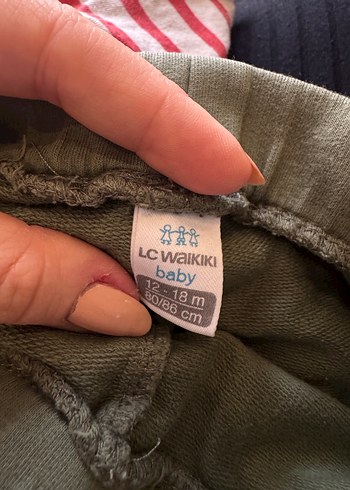 LC WAIKIKI
baby
12 - 18 m
80/86 cm